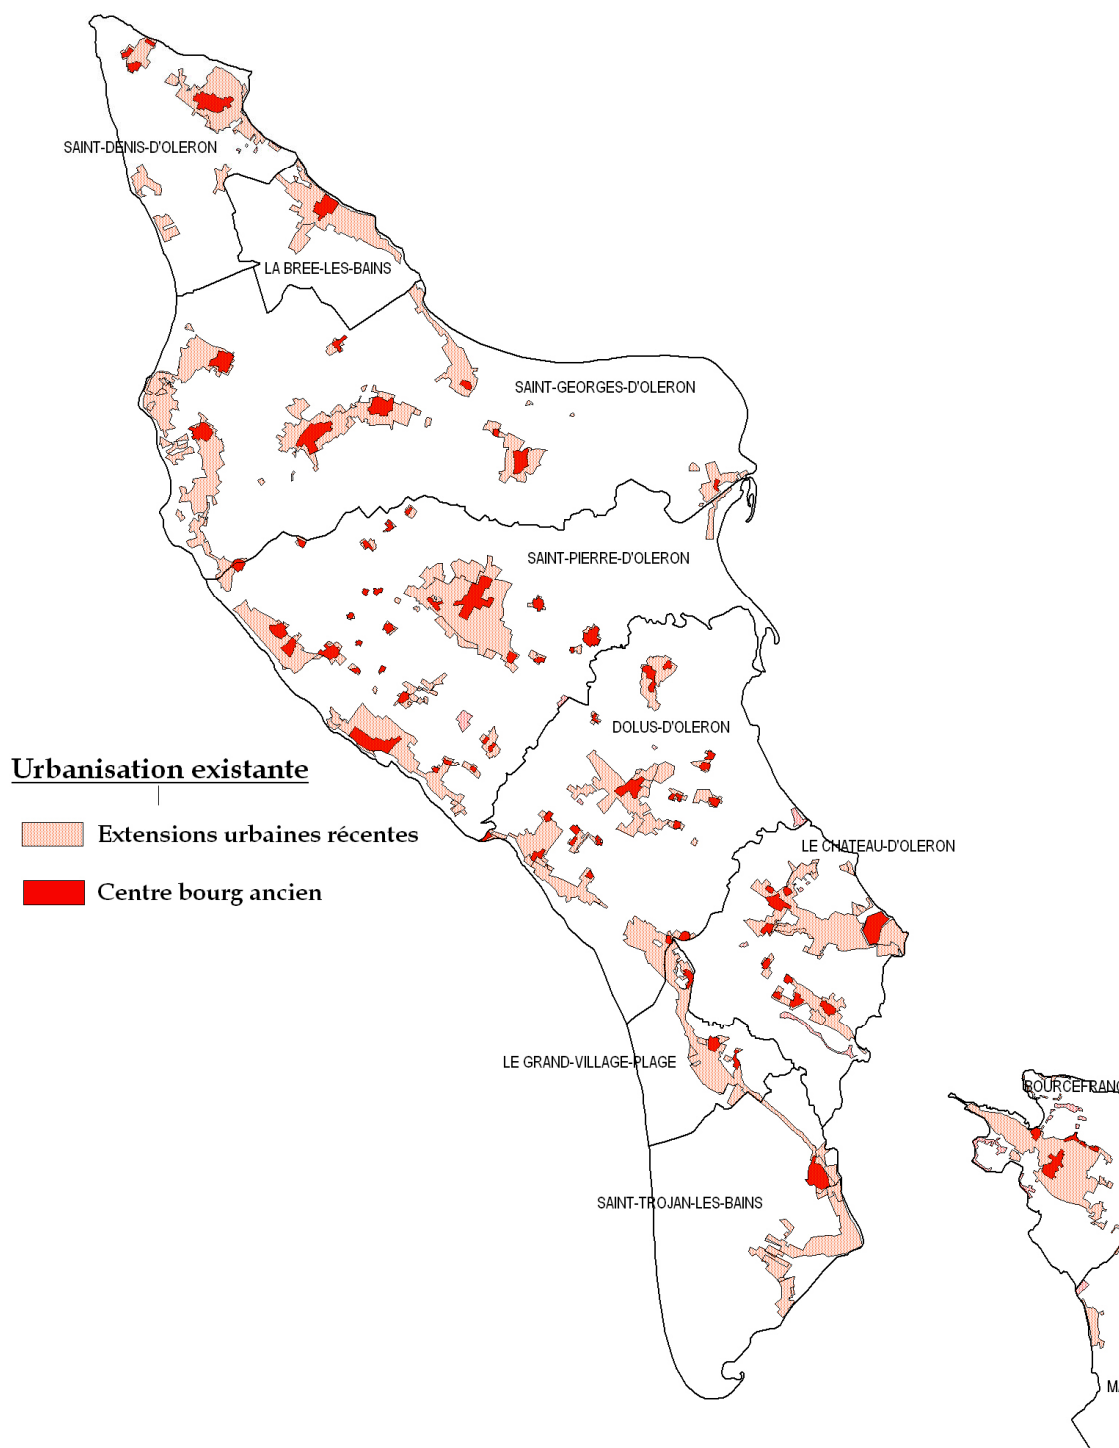 SAINT-DENIS-D'OLERON
LA BREE-LES-BAINS
SAINT-GEORGES-D'OLERON
SAINT-PIERRE-D'OLERON
DOLUS-D'OLERON
Urbanisation existante
Extensions urbaines récentes
LE CHATEAU-D'OLERON
Centre bourg ancien
LE GRAND-VILLAGE-PLAGE
BOURCEFRANC
SAINT-TROJAN-LES-BAINS